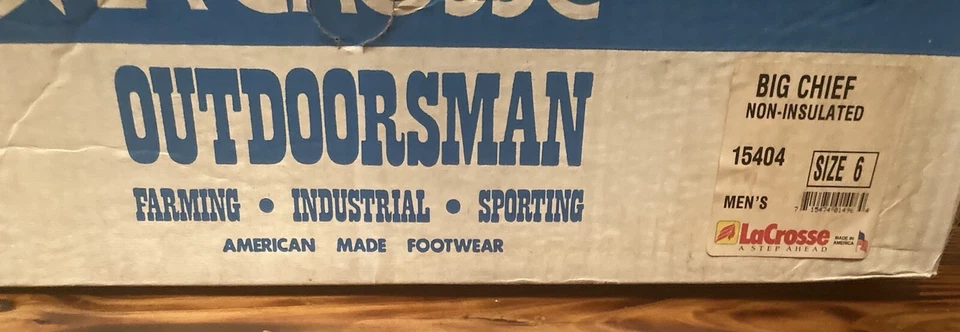 OUTDOORSMAN
FARMING • INDUSTRIAL • SPORTING
AMERICAN MADE FOOTWEAR
BIG CHIEF
NON-INSULATED
15404 SIZE 6
MEN'S
LaCrosse
A STEP AHEAD
MADE IN
AMERICA